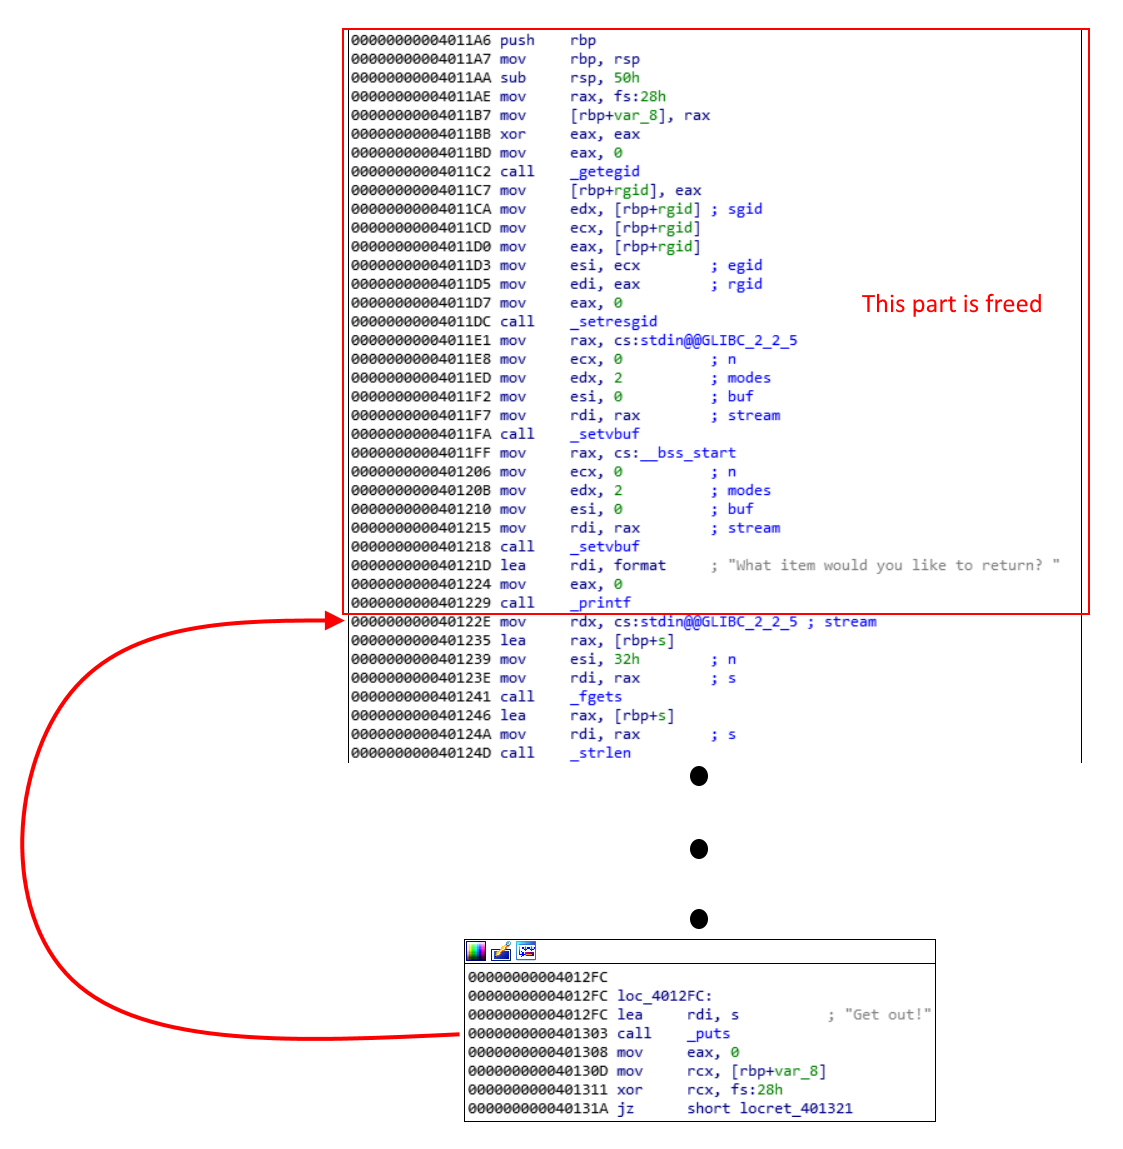 00000000004011A6 push rbp
00000000004011A7 mov rbp, rsp
00000000004011AA sub rsp, 50h
00000000004011AE mov rax, fs:28h
00000000004011B7 mov [rbp+var_8], rax
00000000004011BB xor eax, eax
00000000004011BD mov eax, 0
00000000004011C2 call _getegid
00000000004011C7 mov [rbp+rgid], eax
00000000004011CA mov edx, [rbp+rgid] ; sgid
00000000004011CD mov ecx, [rbp+rgid]
00000000004011D0 mov eax, [rbp+rgid]
00000000004011D3 mov esi, ecx ; egid
00000000004011D5 mov edi, eax ; rgid
00000000004011D7 mov eax, 0
This part is freed
00000000004011DC call _setresgid
00000000004011E1 mov rax, cs:stdin@@GLIBC_2_2_5
00000000004011E8 mov ecx, 0 ; n
00000000004011ED mov edx, 2 ; modes
00000000004011F2 mov esi, 0 ; buf
00000000004011F7 mov rdi, rax ; stream
00000000004011FA call _setvbuf
00000000004011FF mov rax, cs:__bss_start
0000000000401206 mov ecx, 0 ; n
000000000040120B mov edx, 2 ; modes
0000000000401210 mov esi, 0 ; buf
0000000000401215 mov rdi, rax ; stream
0000000000401218 call _setvbuf
000000000040121D lea rdi, format ; "What item would you like to return? "
0000000000401224 mov eax, 0
0000000000401229 call _printf
000000000040122E mov rdx, cs:stdin@@GLIBC_2_2_5 ; stream
0000000000401235 lea rax, [rbp+s]
0000000000401239 mov esi, 32h ; n
000000000040123E mov rdi, rax ; s
0000000000401241 call _fgets
0000000000401246 lea rax, [rbp+s]
000000000040124A mov rdi, rax ; s
000000000040124D call _strlen
00000000004012FC
00000000004012FC loc_4012FC:
00000000004012FC lea rdi, s ; "Get out!"
0000000000401303 call _puts
0000000000401308 mov eax, 0
000000000040130D mov rcx, [rbp+var_8]
0000000000401311 xor rcx, fs:28h
000000000040131A jz short locret_401321